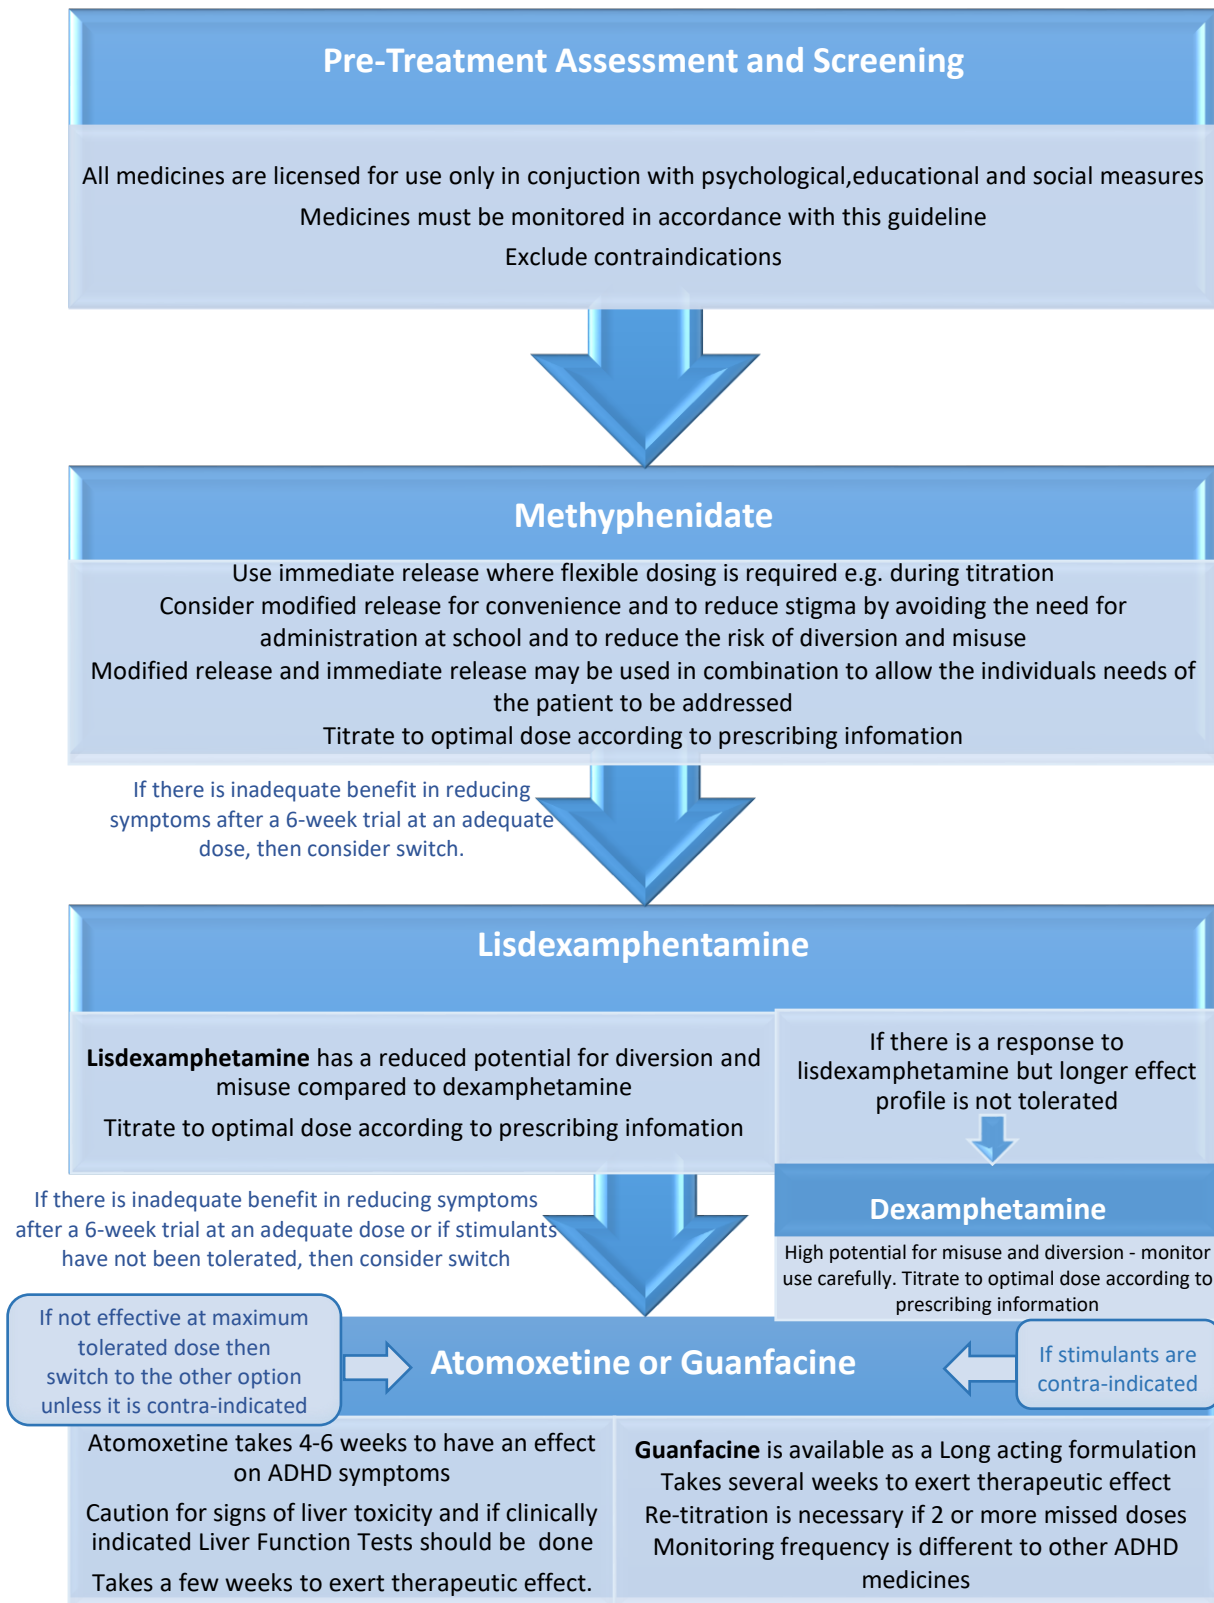 Pre-Treatment Assessment and Screening
All medicines are licensed for use only in conjuction with psychological,educational and social measures
Medicines must be monitored in accordance with this guideline
Exclude contraindications
Methyphenidate
Use immediate release where flexible dosing is required e.g. during titration
Consider modified release for convenience and to reduce stigma by avoiding the need for
administration at school and to reduce the risk of diversion and misuse
Modified release and immediate release may be used in combination to allow the individuals needs of
the patient to be addressed
Titrate to optimal dose according to prescribing infomation
If there is inadequate benefit in reducing
symptoms after a 6-week trial at an adequate
dose, then consider switch.
Lisdexamphentamine
Lisdexamphetamine has a reduced potential for diversion and
misuse compared to dexamphetamine
Titrate to optimal dose according to prescribing infomation
If there is a response to
lisdexamphetamine but longer effect
profile is not tolerated
Dexamphetamine
High potential for misuse and diversion - monitor
use carefully. Titrate to optimal dose according to
prescribing information
If there is inadequate benefit in reducing symptoms
after a 6-week trial at an adequate dose or if stimulants
have not been tolerated, then consider switch
If not effective at maximum
tolerated dose then
switch to the other option
unless it is contra-indicated
Atomoxetine or Guanfacine
If stimulants are
contra-indicated
Atomoxetine takes 4-6 weeks to have an effect
on ADHD symptoms
Caution for signs of liver toxicity and if clinically
indicated Liver Function Tests should be done
Takes a few weeks to exert therapeutic effect.
Guanfacine is available as a Long acting formulation
Takes several weeks to exert therapeutic effect
Re-titration is necessary if 2 or more missed doses
Monitoring frequency is different to other ADHD
medicines